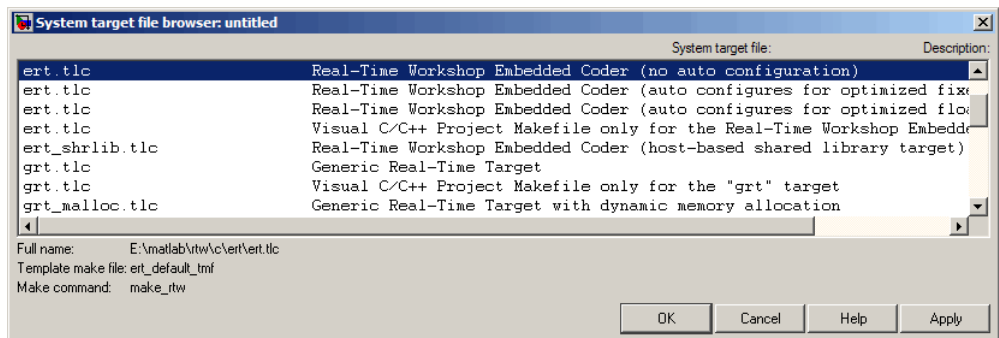 System target file browser: untitled
System target file: Description:
ert.tlc Real-Time Workshop Embedded Coder (no auto configuration)
ert.tlc Real-Time Workshop Embedded Coder (auto configures for optimized fixe
ert.tlc Real-Time Workshop Embedded Coder (auto configures for optimized floa
ert.tlc Visual C/C++ Project Makefile only for the Real-Time Workshop Embedde
ert_shrlib.tlc Real-Time Workshop Embedded Coder (host-based shared library target)
grt.tlc Generic Real-Time Target
grt.tlc Visual C/C++ Project Makefile only for the "grt" target
grt_malloc.tlc Generic Real-Time Target with dynamic memory allocation
Full name: E:\matlab\rtw\c\ert\ert.tlc
Template make file: ert_default_tmf
Make command: make_rtw
OK Cancel Help Apply